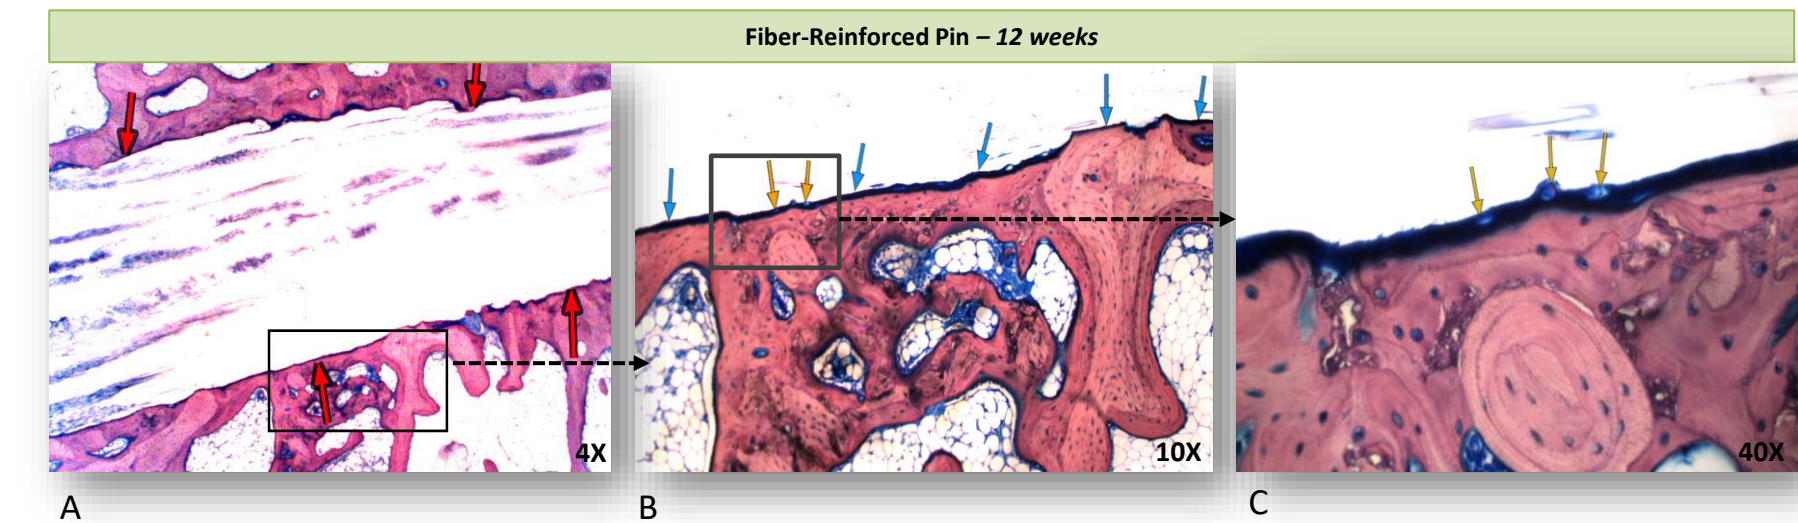 Fiber-Reinforced Pin – 12 weeks
4X
10X
40X
A
B
C